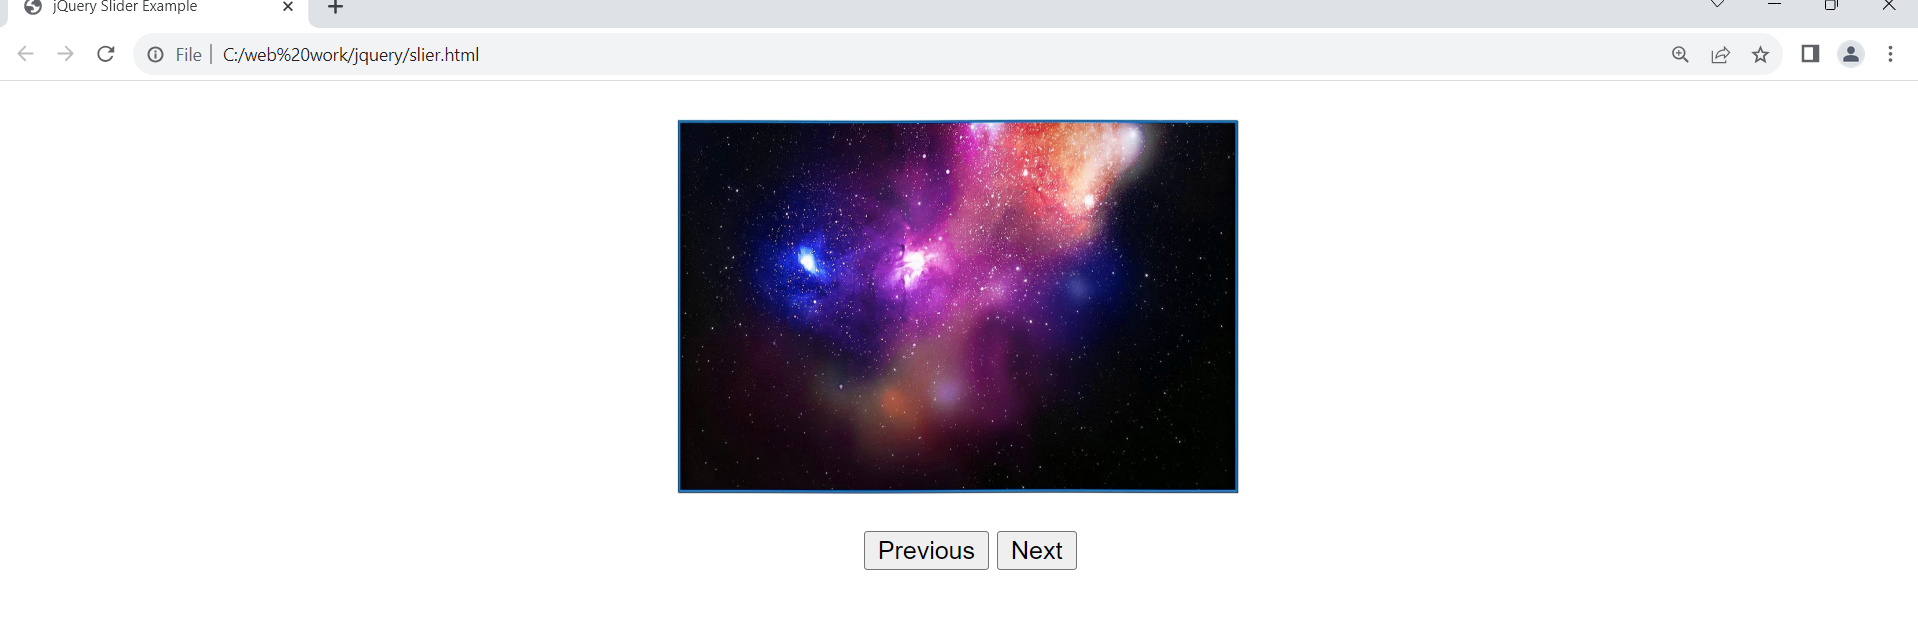 jQuery Slider Example
File | C:/web%20work/jquery/slier.html
Previous Next